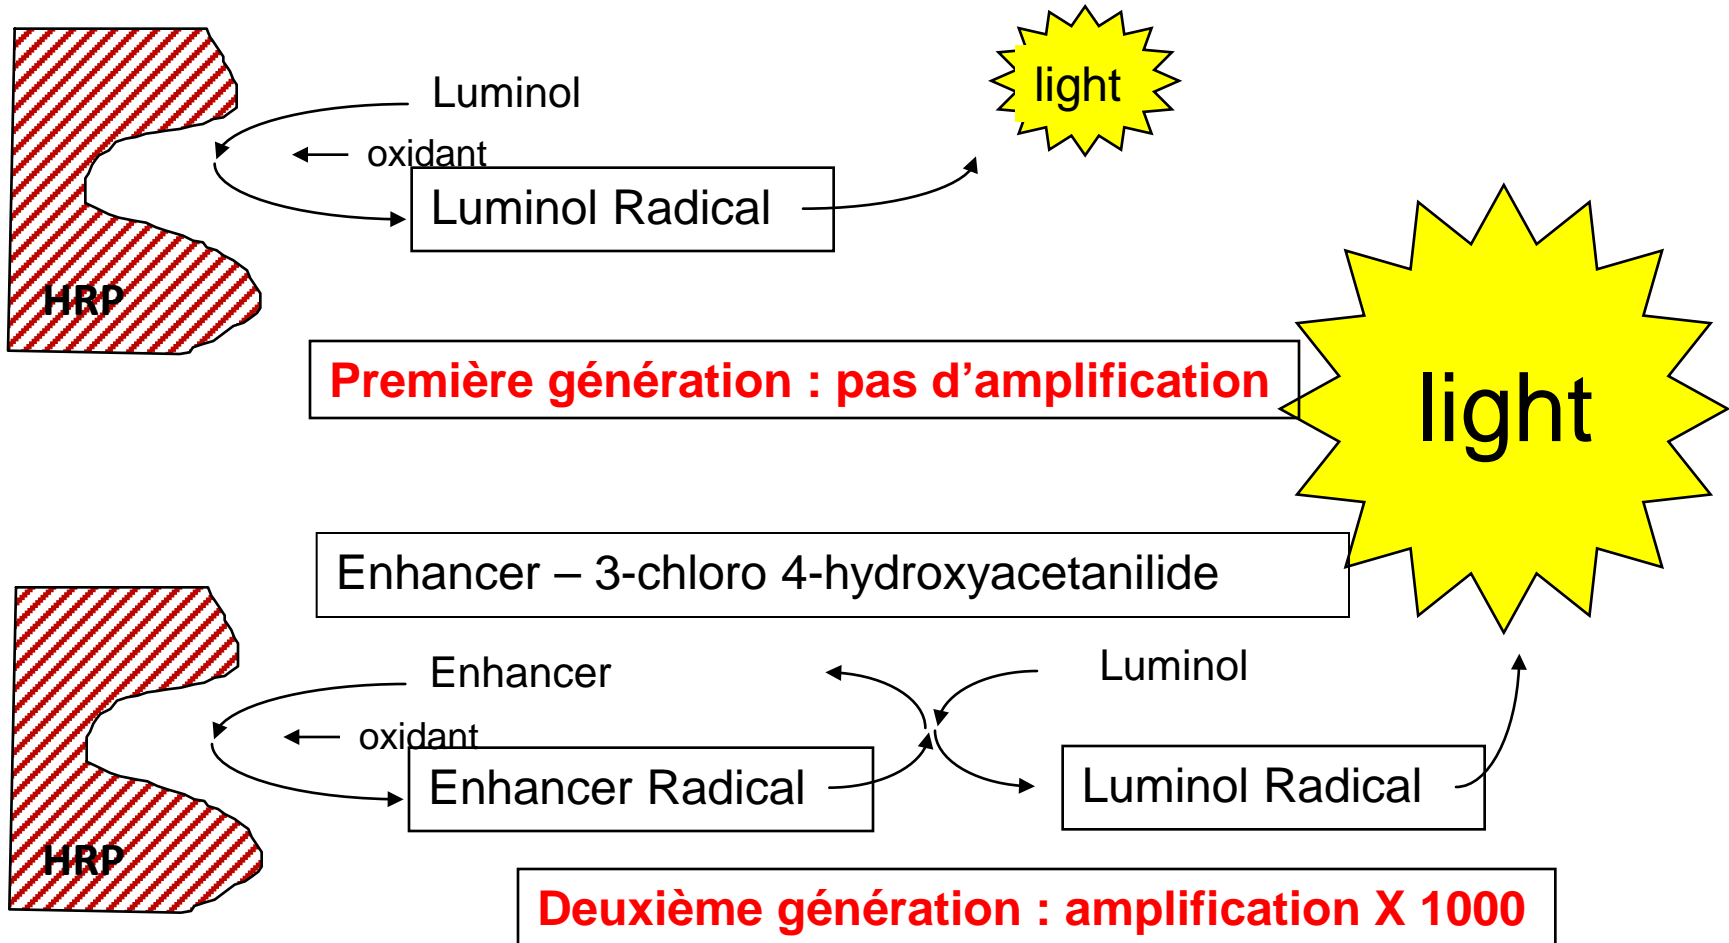 light
Luminol
oxidant
Luminol Radical
HRP
Première génération : pas d’amplification
light
Enhancer – 3-chloro 4-hydroxyacetanilide
Enhancer
Luminol
oxidant
Enhancer Radical
Luminol Radical
HRP
Deuxième génération : amplification X 1000